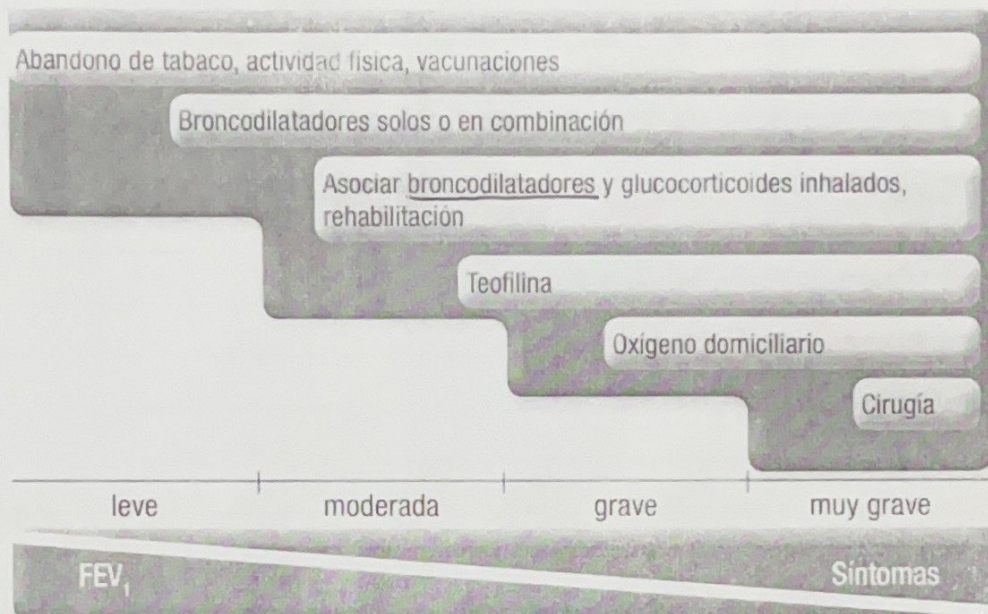 Abandono de tabaco, actividad física, vacunaciones
Broncodilatadores solos o en combinación
Asociar broncodilatadores y glucocorticoides inhalados,
rehabilitación
Teofilina
Oxígeno domiciliario
Cirugía
leve moderada grave muy grave
FEV₁ Síntomas